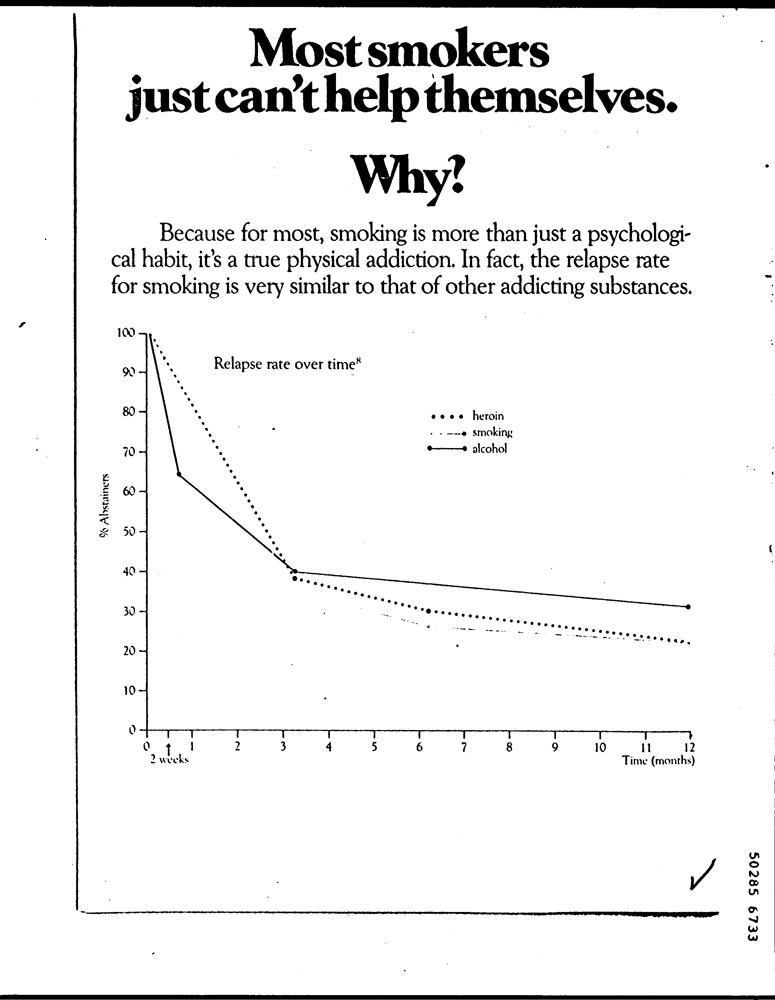 Most smokers
just can't help themselves.
Why?
Because for most, smoking is more than just a psychologi-
cal habit, it's a true physical addiction. In fact, the relapse rate
for smoking is very similar to that of other addicting substances.
Relapse rate over time⁸
heroin
smoking
alcohol
% Abstainers
100
90
80
70
60
50
40
30
20
10
0
0 1 2 3 4 5 6 7 8 9 10 11 12
2 weeks
Time (months)
50285 6733